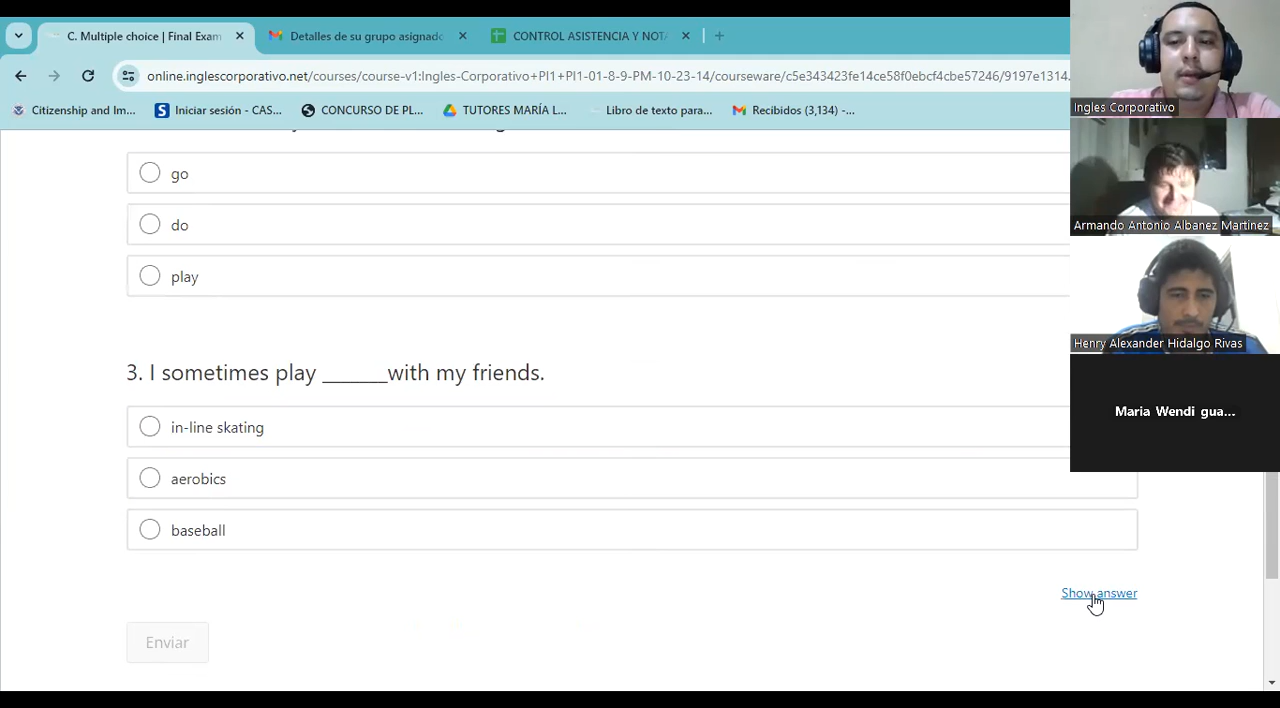 C. Multiple choice | Final Exam
Detalles de su grupo asignado
CONTROL ASISTENCIA Y NOTA
online.inglescorporativo.net/courses/course-v1:Ingles-Corporativo+PI1+PI1-01-8-9-PM-10-23-14/courseware/c5e346423fe14ce58f0ebcf4cbe57246/9197e1314.
Citizenship and Im...
Iniciar sesión - CAS...
CONCURSO DE PL...
TUTORES MARÍA L...
Libro de texto para...
Recibidos (3,134) -...
go
do
play
3. I sometimes play ______with my friends.
in-line skating
aerobics
baseball
Show answer
Enviar
Ingles Corporativo
Armando Antonio Albanez Martínez
Henry Alexander Hidalgo Rivas
Maria Wendi gua...